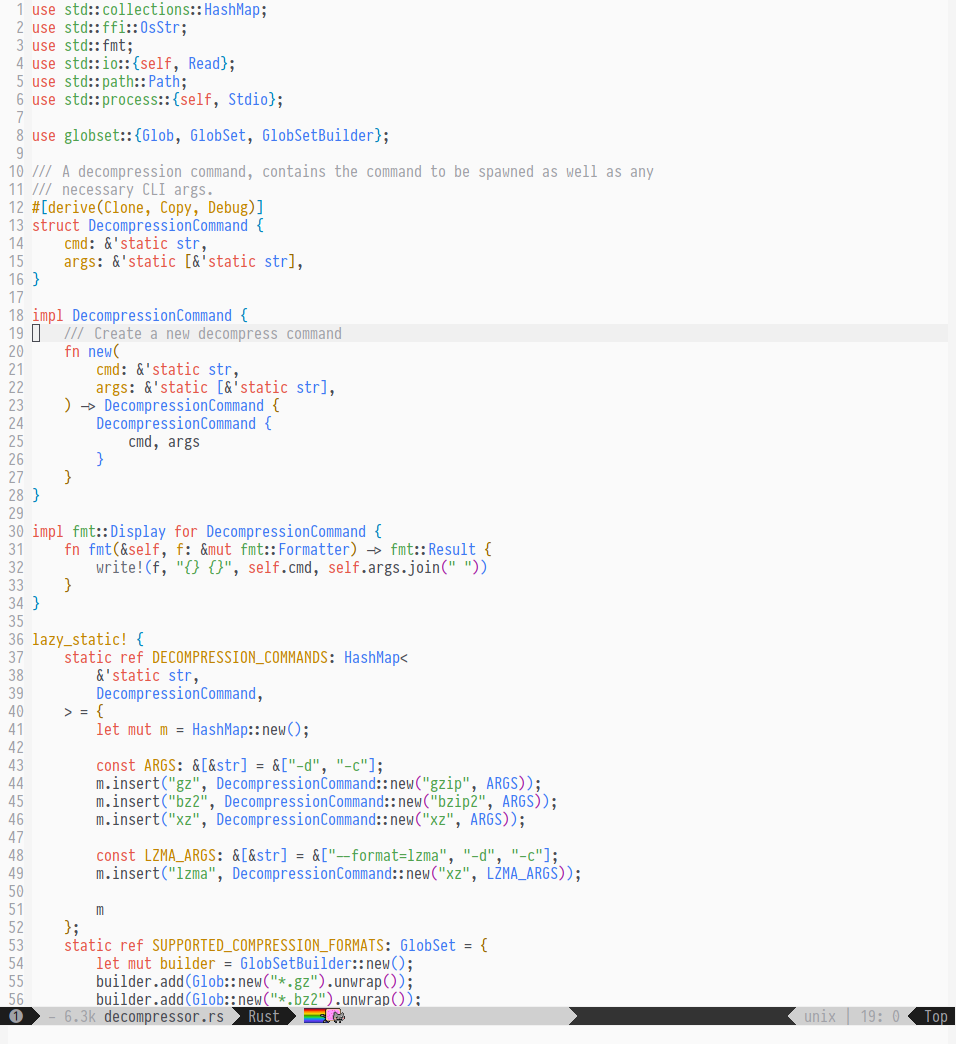 1 use std::collections::HashMap;
2 use std::ffi::OsStr;
3 use std::fmt;
4 use std::io::{self, Read};
5 use std::path::Path;
6 use std::process::{self, Stdio};
7
8 use globset::{Glob, GlobSet, GlobSetBuilder};
9
10 /// A decompression command, contains the command to be spawned as well as any
11 /// necessary CLI args.
12 #[derive(Clone, Copy, Debug)]
13 struct DecompressionCommand {
14     cmd: &'static str,
15     args: &'static [&'static str],
16 }
17
18 impl DecompressionCommand {
19     /// Create a new decompress command
20     fn new(
21         cmd: &'static str,
22         args: &'static [&'static str],
23     ) -> DecompressionCommand {
24         DecompressionCommand {
25             cmd, args
26         }
27     }
28 }
29
30 impl fmt::Display for DecompressionCommand {
31     fn fmt(&self, f: &mut fmt::Formatter) -> fmt::Result {
32         write!(f, "{} {}", self.cmd, self.args.join(" "))
33     }
34 }
35
36 lazy_static! {
37     static ref DECOMPRESSION_COMMANDS: HashMap<
38         &'static str,
39         DecompressionCommand,
40     > = {
41         let mut m = HashMap::new();
42
43         const ARGS: &[&str] = &["-d", "-c"];
44         m.insert("gz", DecompressionCommand::new("gzip", ARGS));
45         m.insert("bz2", DecompressionCommand::new("bzip2", ARGS));
46         m.insert("xz", DecompressionCommand::new("xz", ARGS));
47
48         const LZMA_ARGS: &[&str] = &["--format=lzma", "-d", "-c"];
49         m.insert("lzma", DecompressionCommand::new("xz", LZMA_ARGS));
50
51         m
52     };
53     static ref SUPPORTED_COMPRESSION_FORMATS: GlobSet = {
54         let mut builder = GlobSetBuilder::new();
55         builder.add(Glob::new("*.gz").unwrap());
56         builder.add(Glob::new("*.bz2").unwrap());
1 - 6.3k decompressor.rs Rust unix | 19: 0 Top